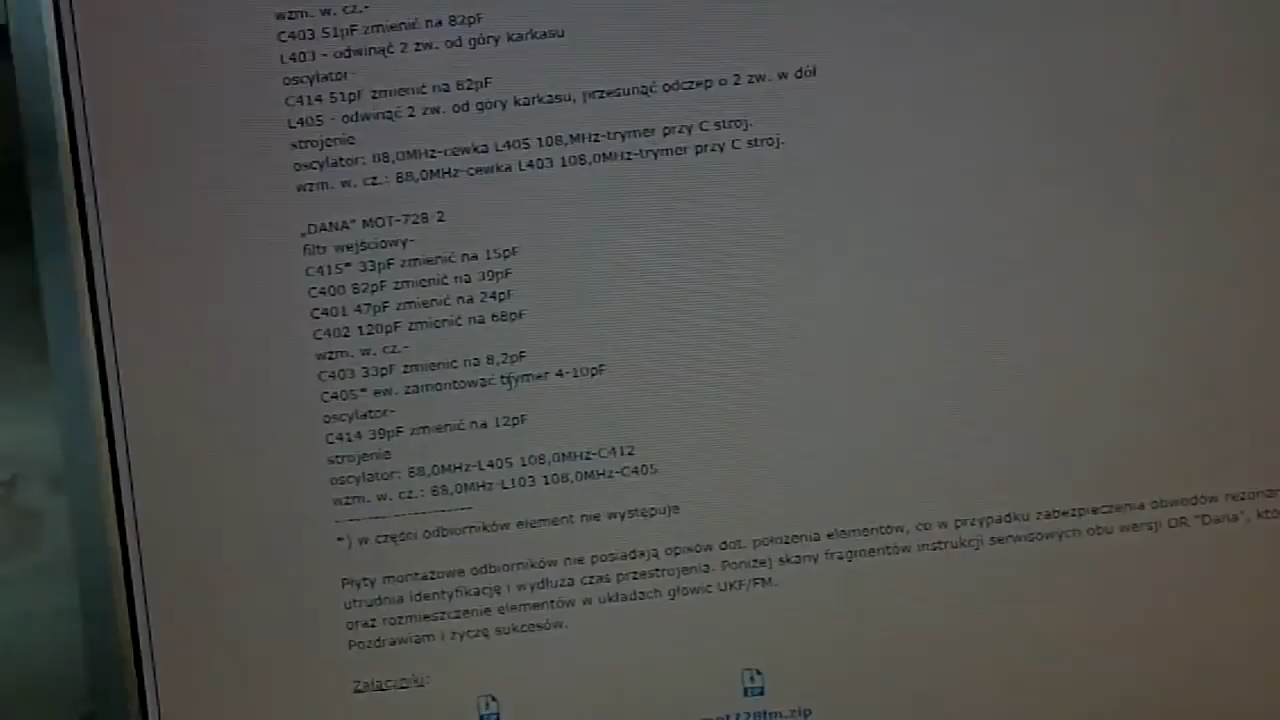 wzm. w. cz.-
C403 51pF zmienić na 82pF
L403 - odwinąć 2 zw. od góry karkasu
oscylator-
C414 51pF zmienić na 82pF
L405 - odwinąć 2 zw. od góry karkasu, przesunąć odczep o 2 zw. w dół
strojenie
oscylator: 88,0MHz-cewka L405 108,MHz-trymer przy C stroj.
wzm. w. cz.: 88,0MHz-cewka L403 108,0MHz-trymer przy C stroj.
„DANA" MOT-728 2
filtr wejściowy-
C415* 33pF zmienić na 15pF
C400 82pF zmienić na 39pF
C401 47pF zmienić na 24pF
C402 120pF zmienić na 68pF
wzm. w. cz.-
C403 33pF zmienić na 8,2pF
C405* ew. zamontować trymer 4-10pF
oscylator-
C414 39pF zmienić na 12pF
strojenie
oscylator: 88,0MHz-L405 108,0MHz-C412
wzm. w. cz.: 88,0MHz-L403 108,0MHz-C405
-----------------------
*) w części odbiorników element nie występuje
Płyty montażowe odbiorników nie posiadają opisów dot. położenia elementów, co w przypadku zabezpieczenia obwodów
utrudnia identyfikację i wydłuża czas przestrojenia. Poniżej skany fragmentów instrukcji serwisowych obu wersji OR "Dana",
oraz rozmieszczenie elementów w układach głowic UKF/FM.
Pozdrawiam i życzę sukcesów.
Załączniki: